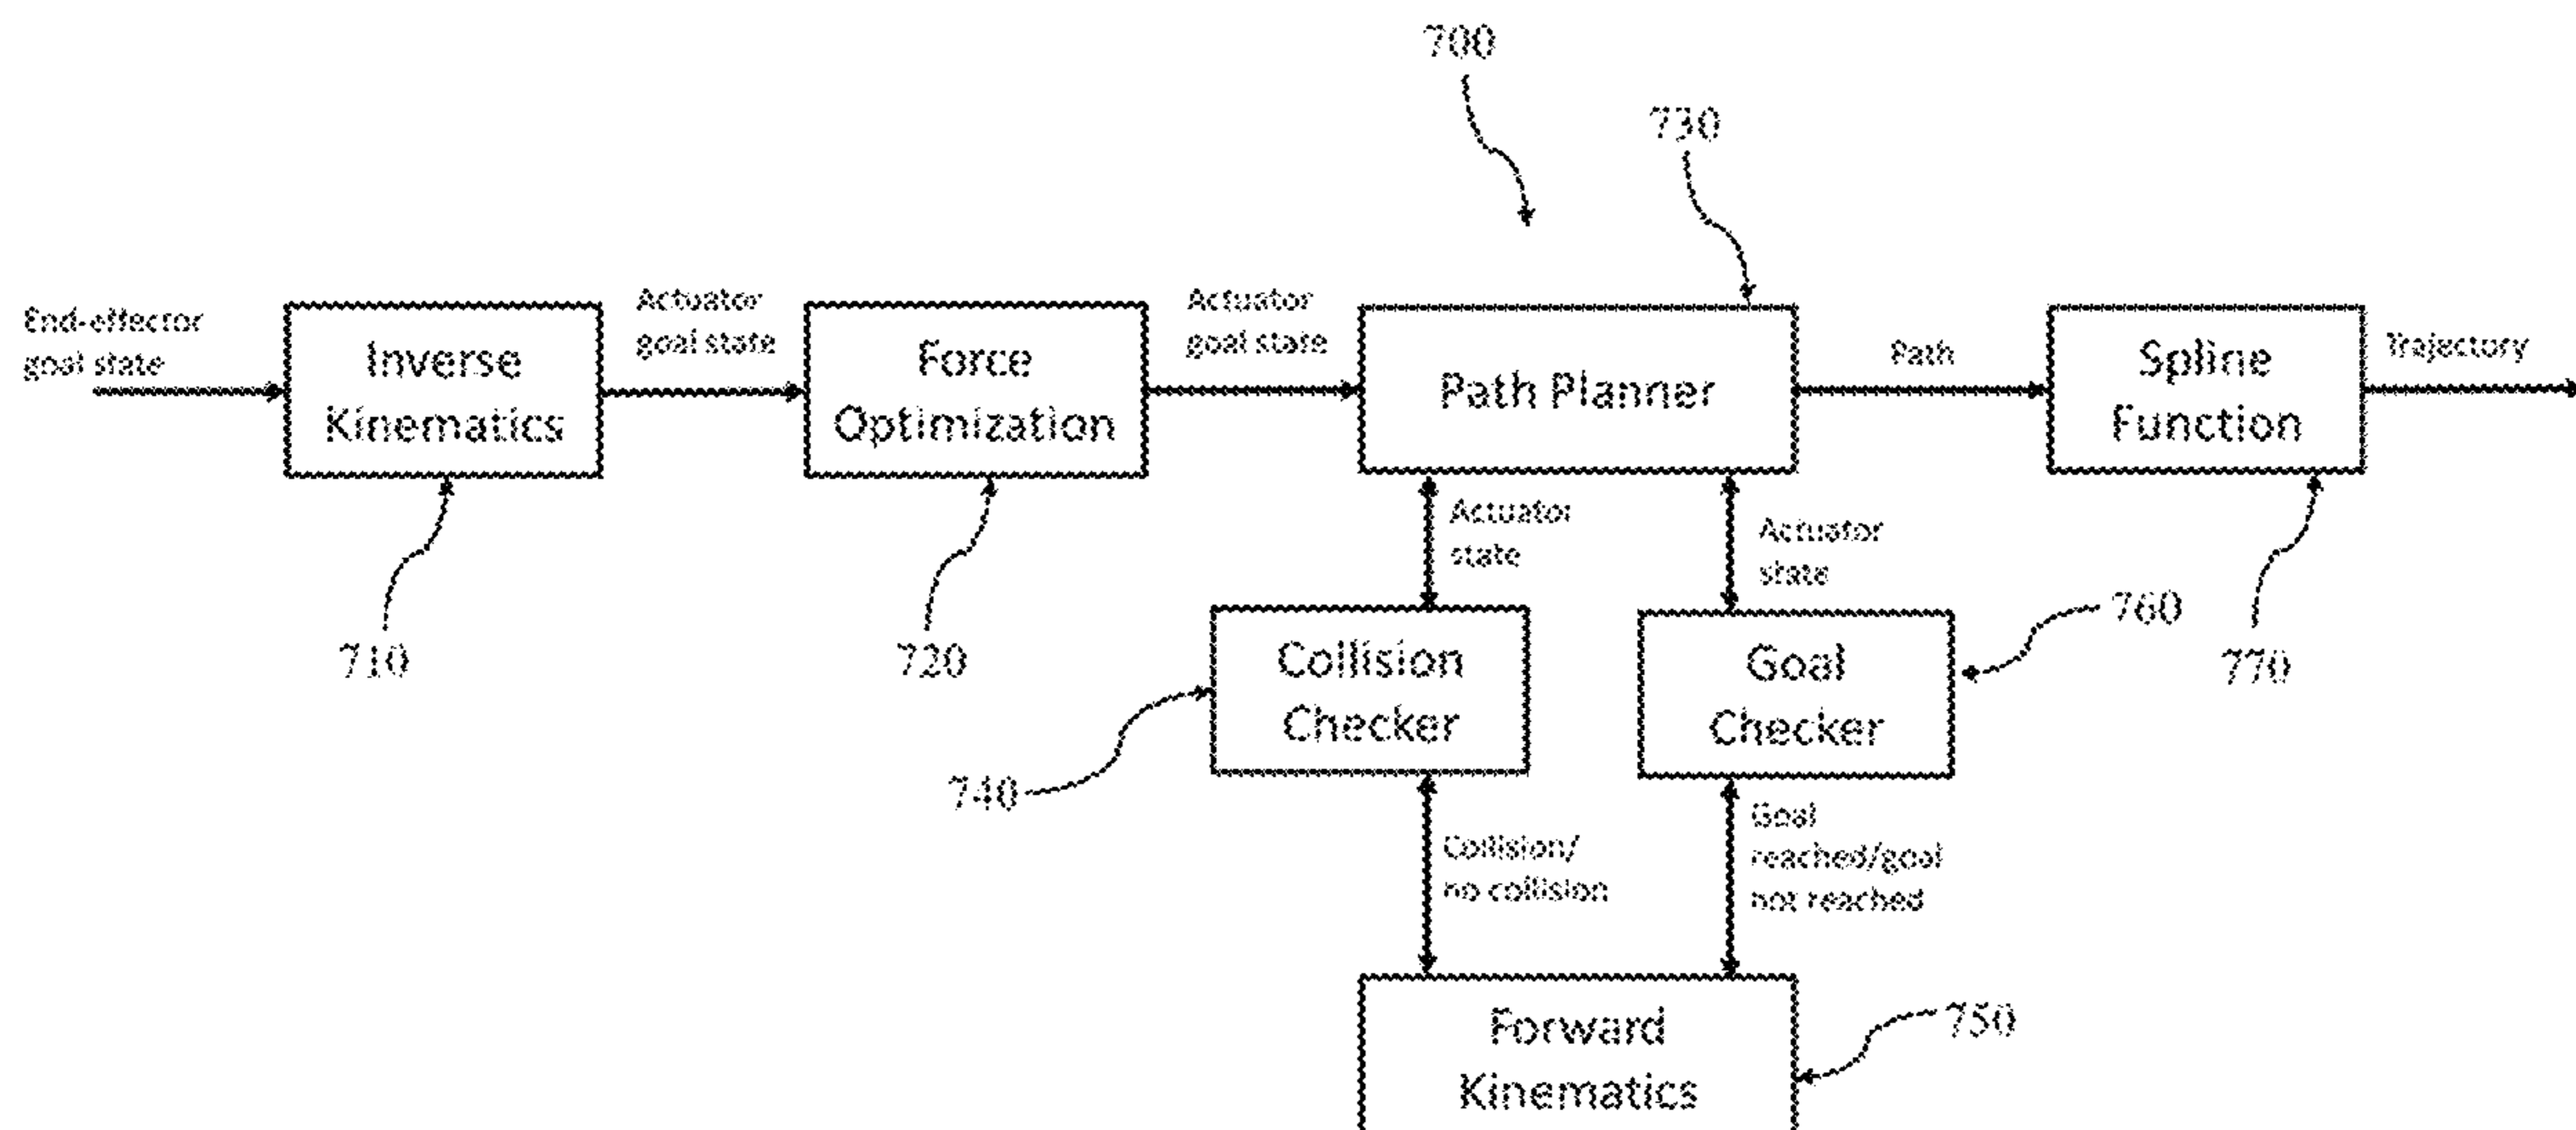 700
730
End-effector
goal state
Inverse
Kinematics
Actuator
goal state
Force
Optimization
Actuator
goal state
Path Planner
Path
Spline
Function
Trajectory
Actuator
state
Actuator
state
710
720
Collision
Checker
Goal
Checker
760
770
740
Collision/
no collision
Goal
reached/goal
not reached
Forward
Kinematics
750